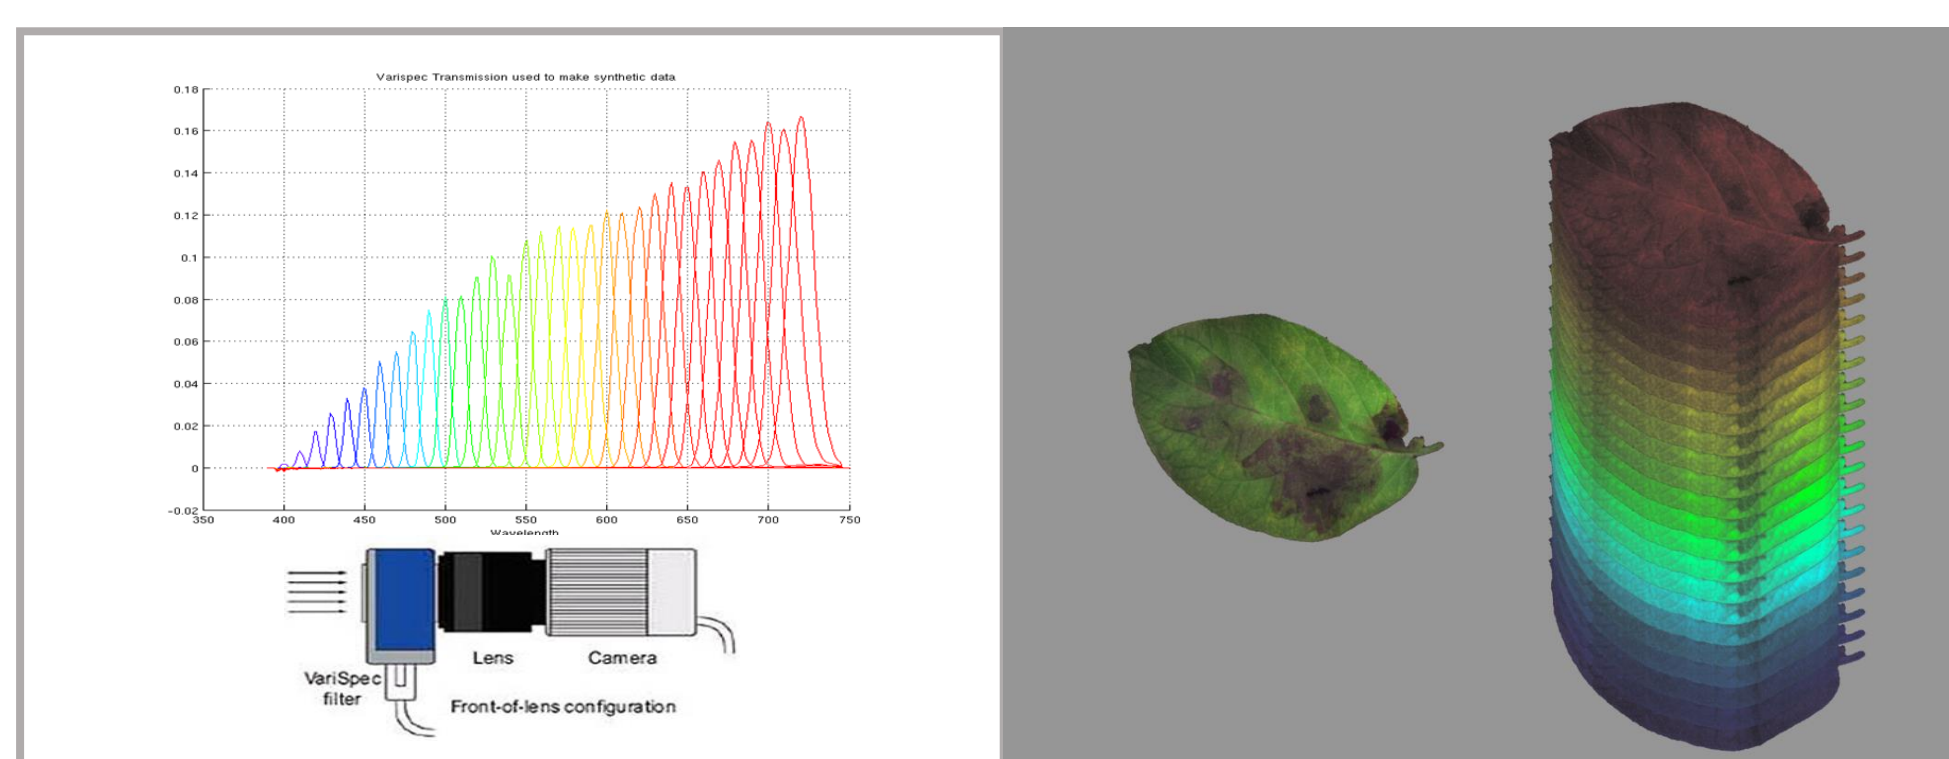 Varispec Transmission used to make synthetic data
0.18
0.16
0.14
0.12
0.1
0.08
0.06
0.04
0.02
0
−0.02
350 400 450 500 550 600 650 700 750
Wavelength
Lens Camera
VariSpec
filter
Front-of-lens configuration